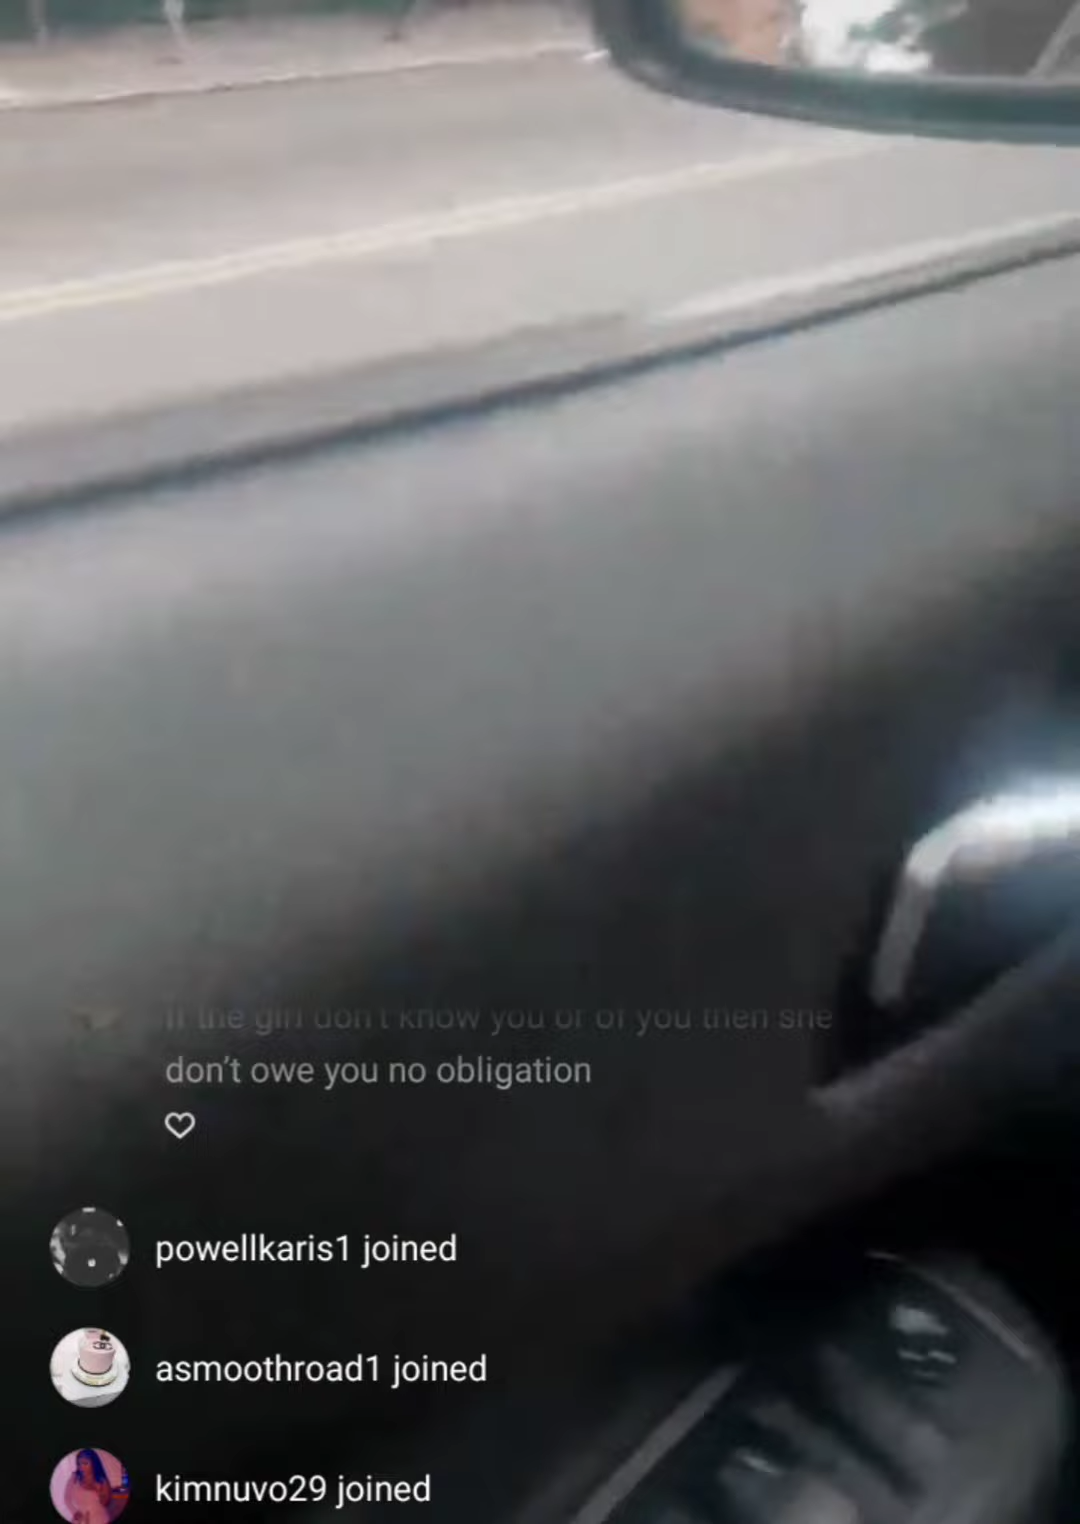 If the girl don't know you or of you then she
don't owe you no obligation
powellkaris1 joined
asmoothroad1 joined
kimnuvo29 joined